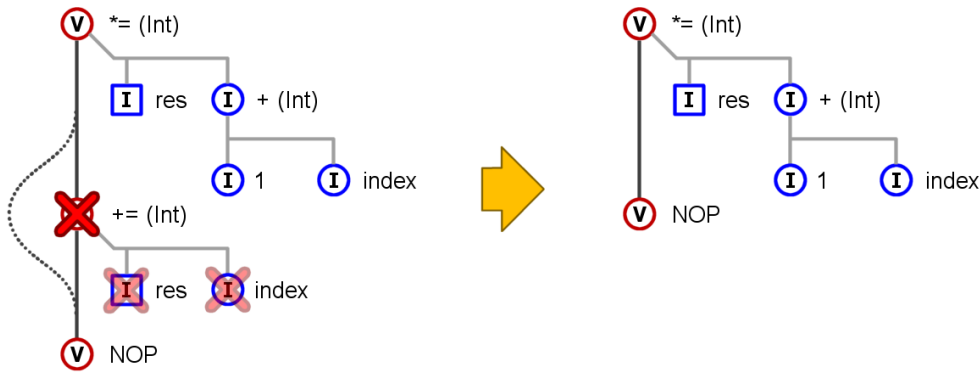 V *= (Int)
I res I + (Int)
I 1 I index
+= (Int)
I res I index
V NOP
V *= (Int)
I res I + (Int)
I 1 I index
V NOP